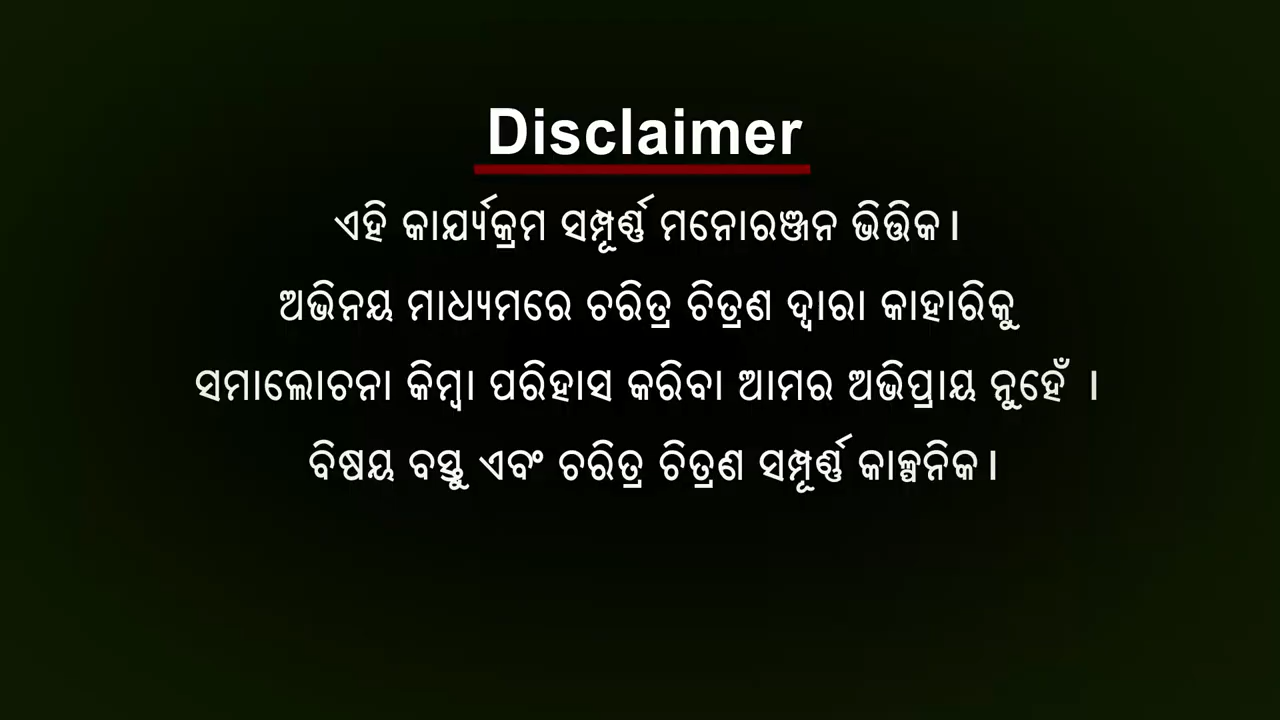 Disclaimer
ଏହି କାର୍ଯ୍ୟକ୍ରମ ସମ୍ପୂର୍ଣ୍ଣ ମନୋରଞ୍ଜନ ଭିତ୍ତିକ।
ଅଭିନୟ ମାଧ୍ୟମରେ ଚରିତ୍ର ଚିତ୍ରଣ ଦ୍ୱାରା କାହାରିକୁ
ସମାଲୋଚନା କିମ୍ବା ପରିହାସ କରିବା ଆମର ଅଭିପ୍ରାୟ ନୁହେଁ ।
ବିଷୟ ବସ୍ତୁ ଏବଂ ଚରିତ୍ର ଚିତ୍ରଣ ସମ୍ପୂର୍ଣ୍ଣ କାଳ୍ପନିକ।